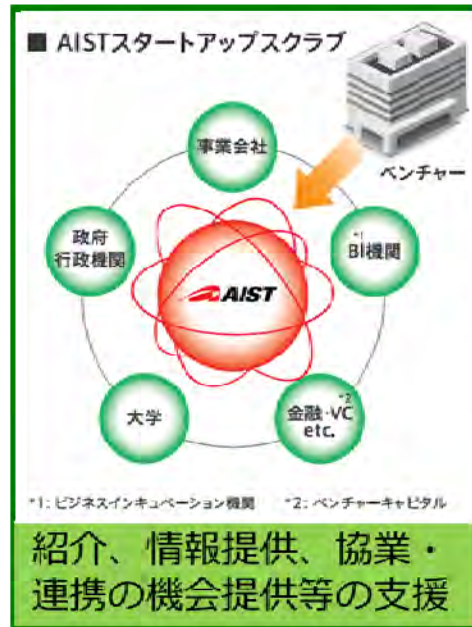 ■ AISTスタートアップスクラブ
事業会社
ベンチャー
政府
行政機関
*1
BI機関
AIST
大学
*2
金融・VC
etc.
*1: ビジネスインキュベーション機関 *2: ベンチャーキャピタル
紹介、情報提供、協業・
連携の機会提供等の支援